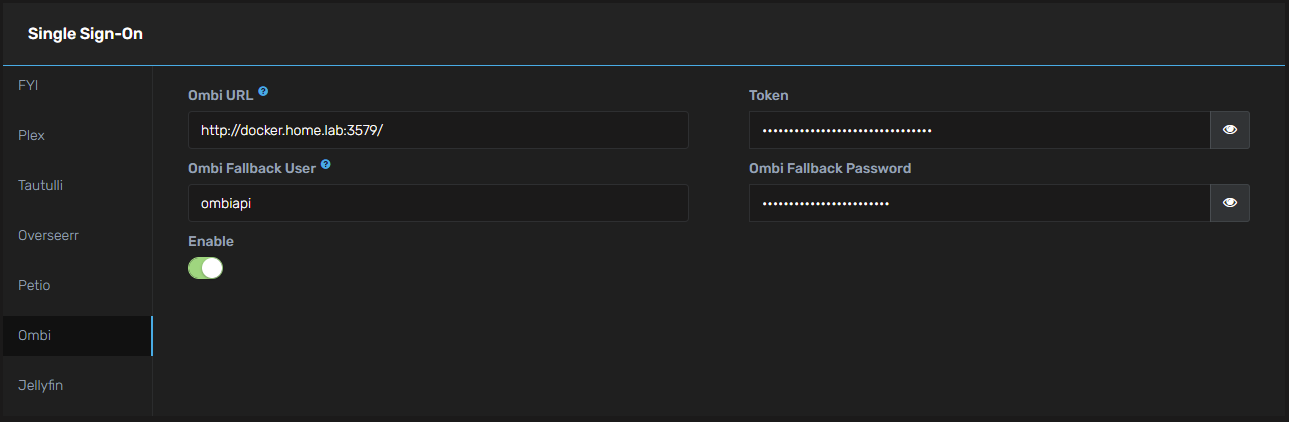 Single Sign-On
FYI
Plex
Tautulli
Overseerr
Petio
Ombi
Jellyfin
Ombi URL ?
http://docker.home.lab:3579/
Token
••••••••••••••••••••••••••••••••
Ombi Fallback User ?
ombiapi
Ombi Fallback Password
••••••••••••••••••••••••
Enable